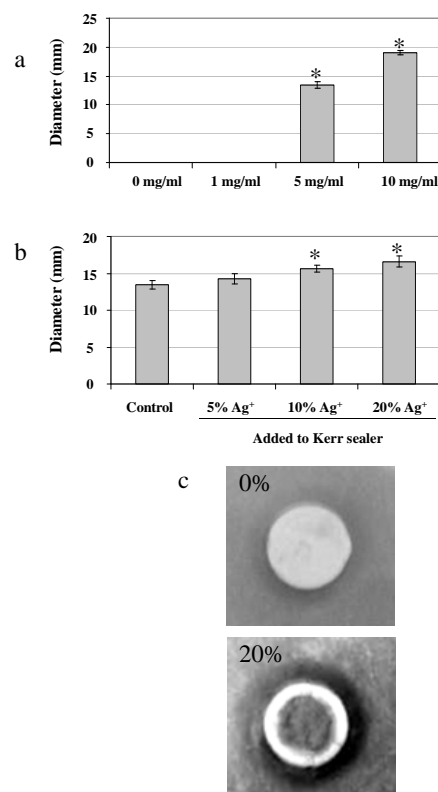 a
Diameter (mm)
25
20
15
10
5
0
*
*
0 mg/ml 1 mg/ml 5 mg/ml 10 mg/ml
b
Diameter (mm)
20
15
10
5
0
*
*
Control 5% Ag⁺ 10% Ag⁺ 20% Ag⁺
Added to Kerr sealer
c
0%
20%